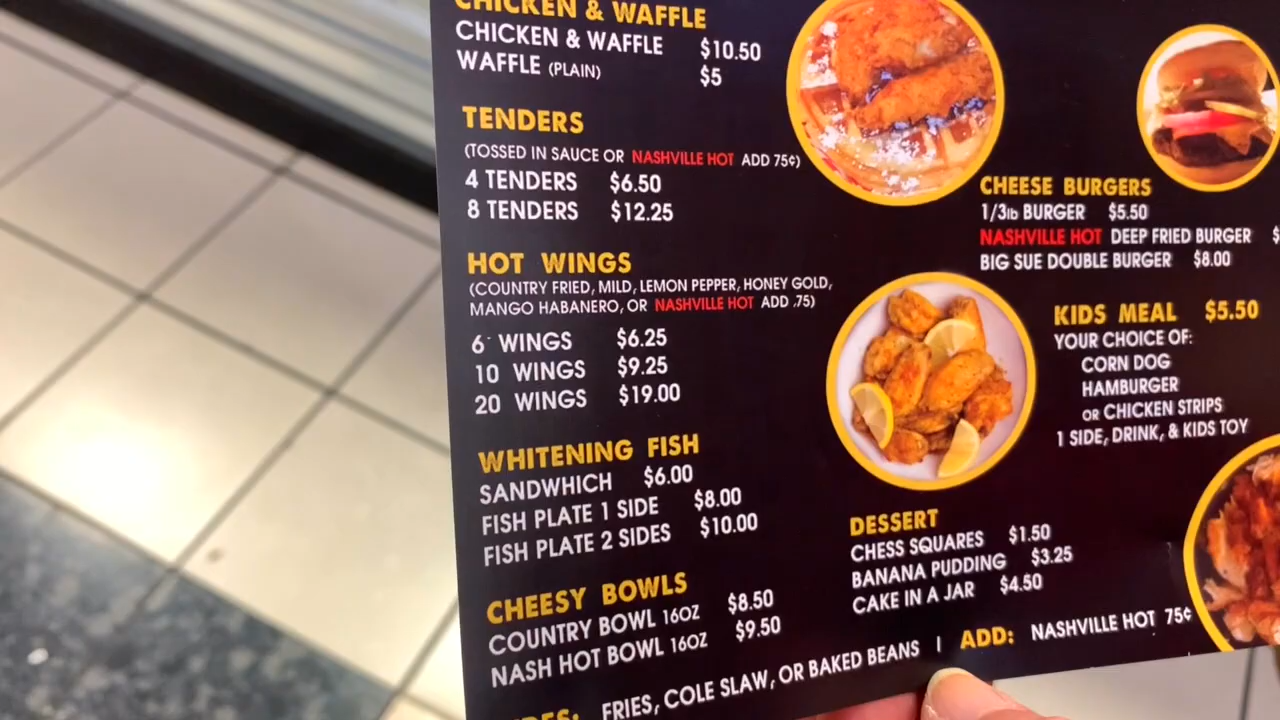 CHICKEN & WAFFLE
CHICKEN & WAFFLE $10.50
WAFFLE (PLAIN) $5
TENDERS
(TOSSED IN SAUCE OR NASHVILLE HOT ADD 75¢)
4 TENDERS $6.50
8 TENDERS $12.25
HOT WINGS
(COUNTRY FRIED, MILD, LEMON PEPPER, HONEY GOLD,
MANGO HABANERO, OR NASHVILLE HOT ADD .75)
6 WINGS $6.25
10 WINGS $9.25
20 WINGS $19.00
WHITENING FISH
SANDWHICH $6.00
FISH PLATE 1 SIDE $8.00
FISH PLATE 2 SIDES $10.00
CHEESY BOWLS
COUNTRY BOWL 16OZ $8.50
NASH HOT BOWL 16OZ $9.50
CHEESE BURGERS
1/3lb BURGER $5.50
NASHVILLE HOT DEEP FRIED BURGER $
BIG SUE DOUBLE BURGER $8.00
KIDS MEAL $5.50
YOUR CHOICE OF:
CORN DOG
HAMBURGER
OR CHICKEN STRIPS
1 SIDE, DRINK, & KIDS TOY
DESSERT
CHESS SQUARES $1.50
BANANA PUDDING $3.25
CAKE IN A JAR $4.50
FRIES, COLE SLAW, OR BAKED BEANS | ADD: NASHVILLE HOT 75¢